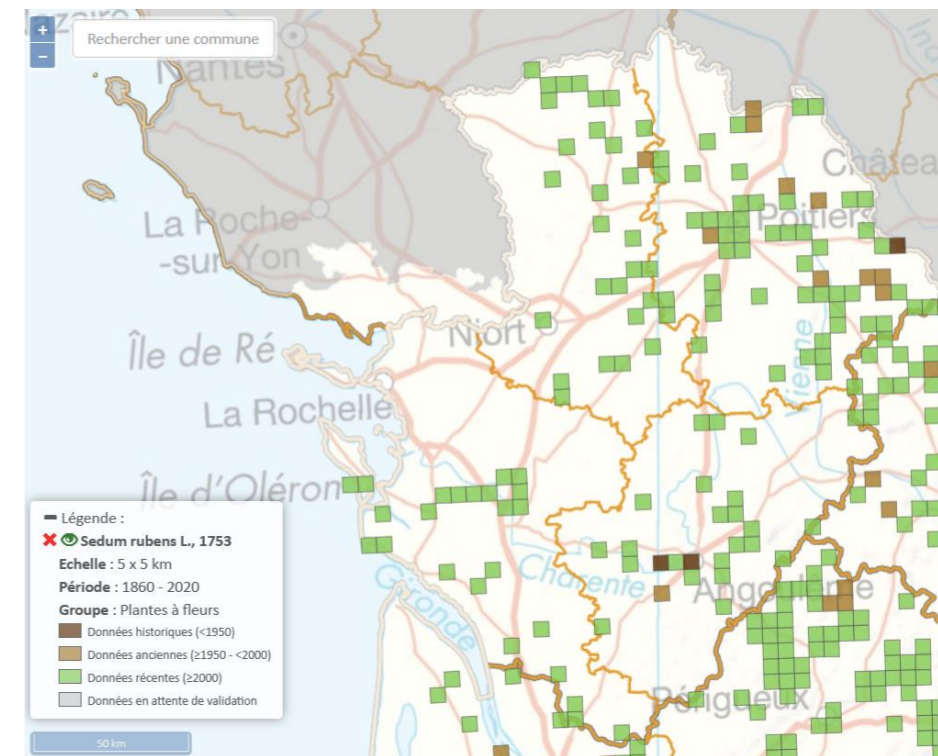 +
Rechercher une commune
−
Nantes
Châtea
La Roche-
-sur-Yon
Poitiers
Niort
Île de Ré
Vienne
La Rochelle
Île d'Oléron
Charente
Angoulême
Gironde
Périgueux
Légende :
Sedum rubens L., 1753
Echelle : 5 x 5 km
Période : 1860 - 2020
Groupe : Plantes à fleurs
Données historiques (<1950)
Données anciennes (≥1950 - <2000)
Données récentes (≥2000)
Données en attente de validation
50 km